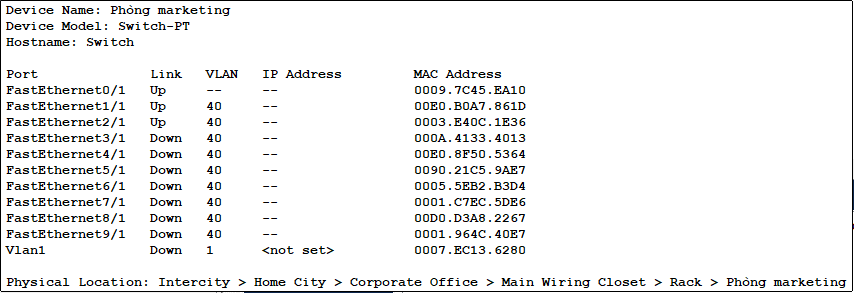 Device Name: Phòng marketing
Device Model: Switch-PT
Hostname: Switch
Port Link VLAN IP Address MAC Address
FastEthernet0/1 Up -- -- 0009.7C45.EA10
FastEthernet1/1 Up 40 -- 00E0.B0A7.861D
FastEthernet2/1 Up 40 -- 0003.E40C.1E36
FastEthernet3/1 Down 40 -- 000A.4133.4013
FastEthernet4/1 Down 40 -- 00E0.8F50.5364
FastEthernet5/1 Down 40 -- 0090.21C5.9AE7
FastEthernet6/1 Down 40 -- 0005.5EB2.B3D4
FastEthernet7/1 Down 40 -- 0001.C7EC.5DE6
FastEthernet8/1 Down 40 -- 00D0.D3A8.2267
FastEthernet9/1 Down 40 -- 0001.964C.40E7
Vlan1 Down 1 <not set> 0007.EC13.6280
Physical Location: Intercity > Home City > Corporate Office > Main Wiring Closet > Rack > Phòng marketing